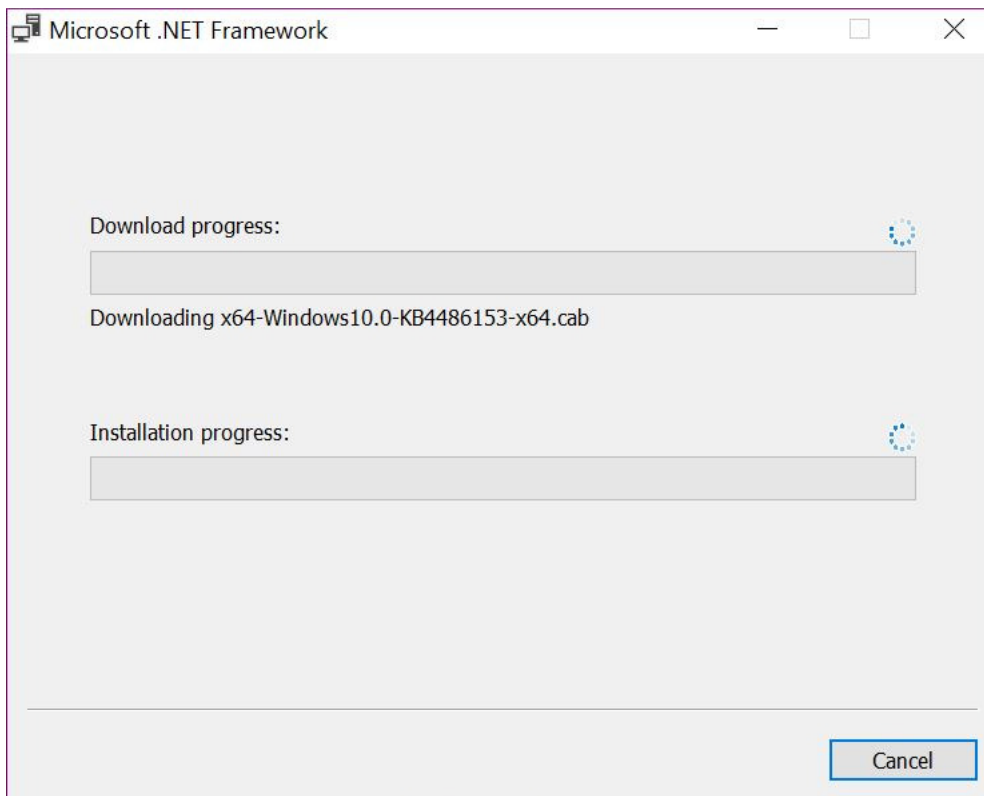 Microsoft .NET Framework
Download progress:
Downloading x64-Windows10.0-KB4486153-x64.cab
Installation progress:
Cancel